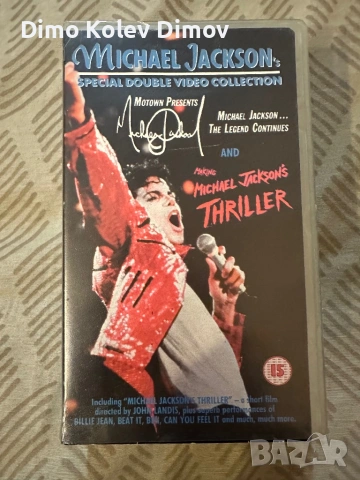 Dimo Kolev Dimov
MICHAEL JACKSON's
SPECIAL DOUBLE VIDEO COLLECTION
MOTOWN PRESENTS
Michael Jackson
MICHAEL JACKSON...
THE LEGEND CONTINUES
AND
MAKING
MICHAEL JACKSON'S
THRILLER
15
Including "MICHAEL JACKSON'S THRILLER" – a short film
directed by JOHN LANDIS, plus superb performances of
BILLIE JEAN, BEAT IT, BEN, CAN YOU FEEL IT and much, much more.
BAZAR